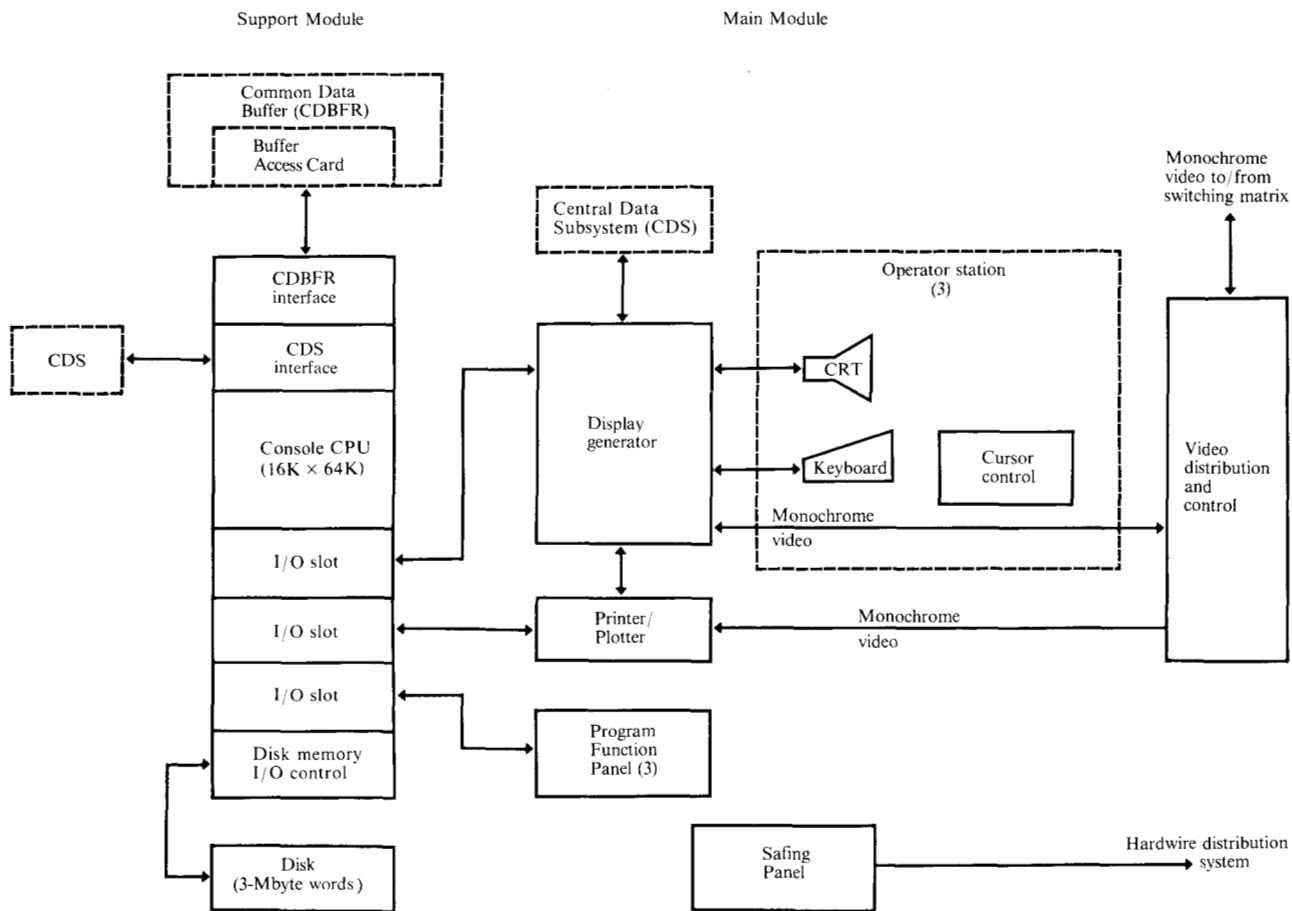 Support Module
Main Module
Common Data
Buffer (CDBFR)
Buffer
Access Card
CDBFR
interface
CDS
CDS
interface
Console CPU
(16K × 64K)
I/O slot
I/O slot
I/O slot
Disk memory
I/O control
Disk
(3-Mbyte words)
Central Data
Subsystem (CDS)
Display
generator
Printer/
Plotter
Program
Function
Panel (3)
Operator station
(3)
CRT
Keyboard
Cursor
control
Monochrome
video
Monochrome
video
Monochrome
video to/from
switching matrix
Video
distribution
and
control
Safing
Panel
Hardwire distribution
system